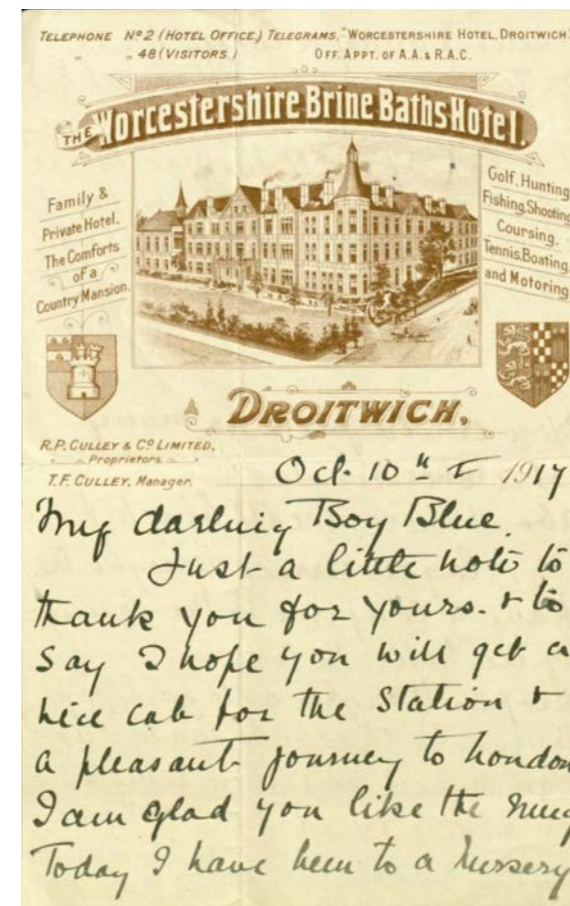 TELEPHONE Nº 2 (HOTEL OFFICE.) TELEGRAMS, "WORCESTERSHIRE HOTEL, DROITWICH"
" " 48 (VISITORS.) OFF. APPT. OF A.A. & R.A.C.
THE Worcestershire Brine Baths Hotel.
Family &
Private Hotel.
The Comforts
of a
Country Mansion.
Golf, Hunting
Fishing, Shooting
Coursing,
Tennis, Boating,
and Motoring
DROITWICH,
R.P. CULLEY & Cº LIMITED,
Proprietors
T.F. CULLEY, Manager.
Oct. 10th 1917
My darling Boy Blue.
Just a little note to
thank you for yours. & to
say I hope you will get a
nice cab for the Station &
a pleasant journey to London
I am glad you like the mug
Today I have been to a Nursery